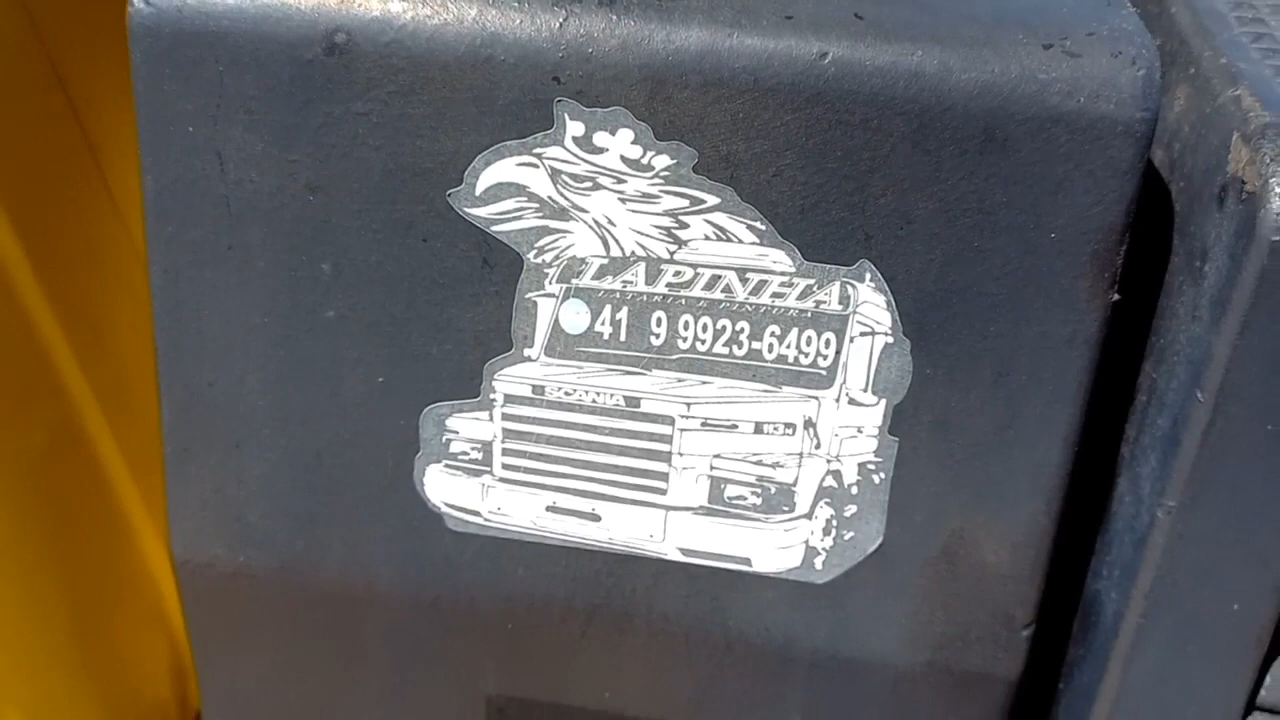 LAPINHA
LATARIA E PINTURA
41 9 9923-6499
SCANIA
113H